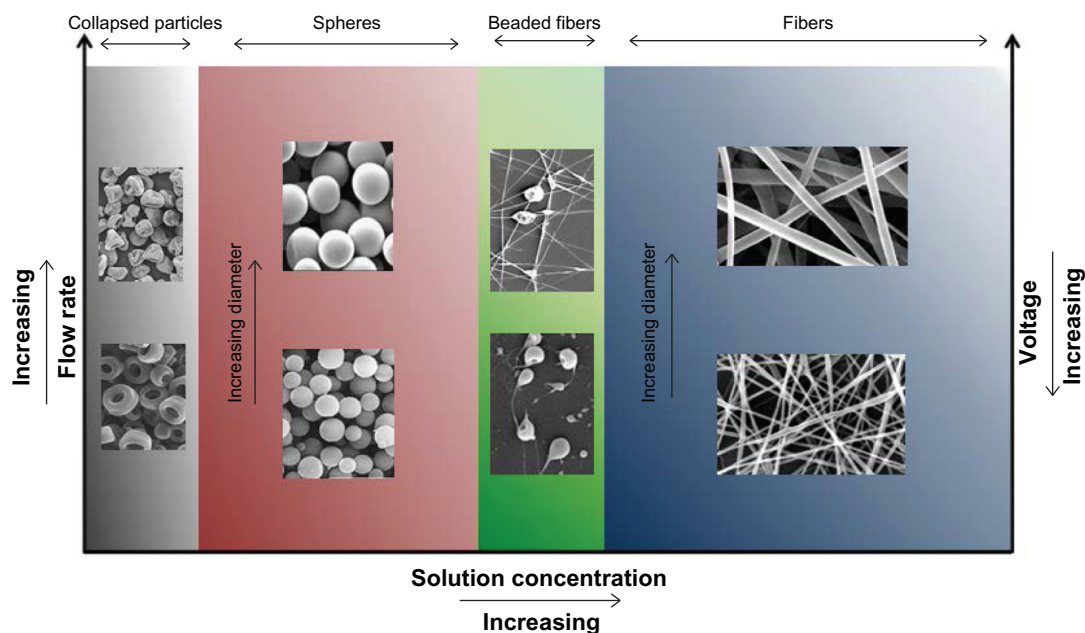 Collapsed particles
Spheres
Beaded fibers
Fibers
Increasing
Flow rate
Increasing diameter
Increasing diameter
Voltage
Increasing
Solution concentration
Increasing